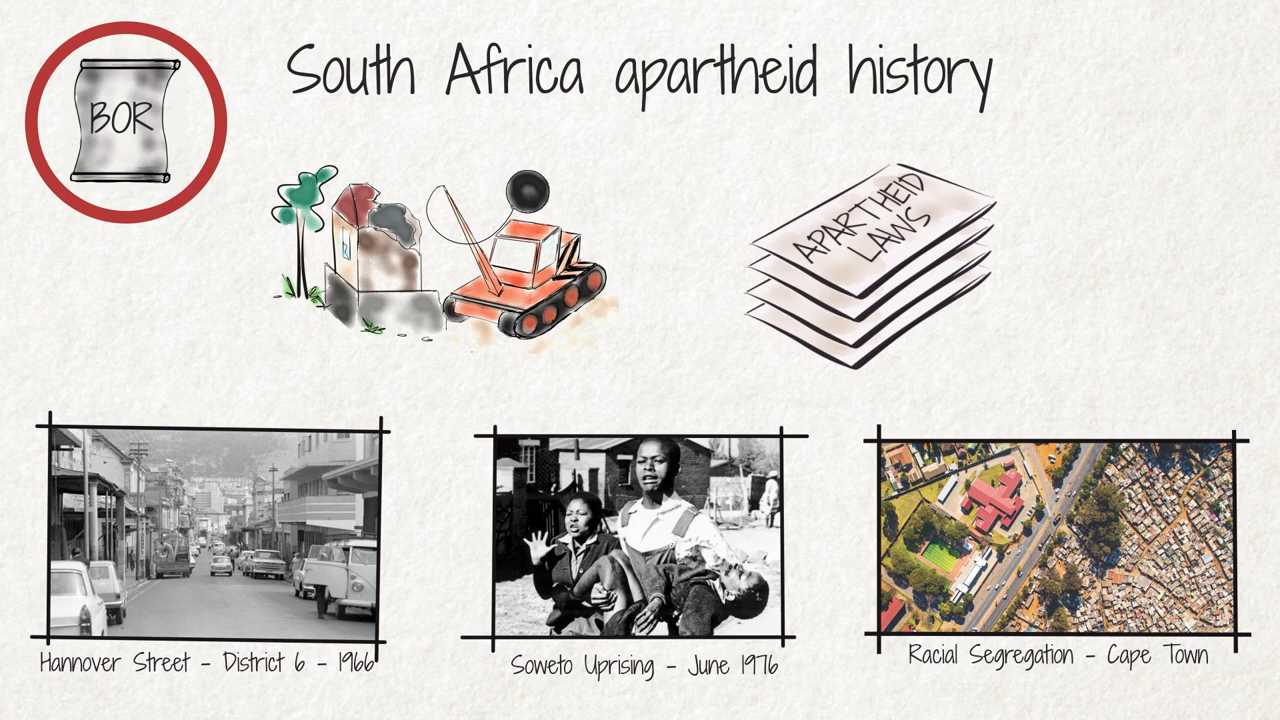 BOR
South Africa apartheid history
APARTHEID
LAWS
Hannover Street - District 6 - 1966
Soweto Uprising - June 1976
Racial Segregation - Cape Town